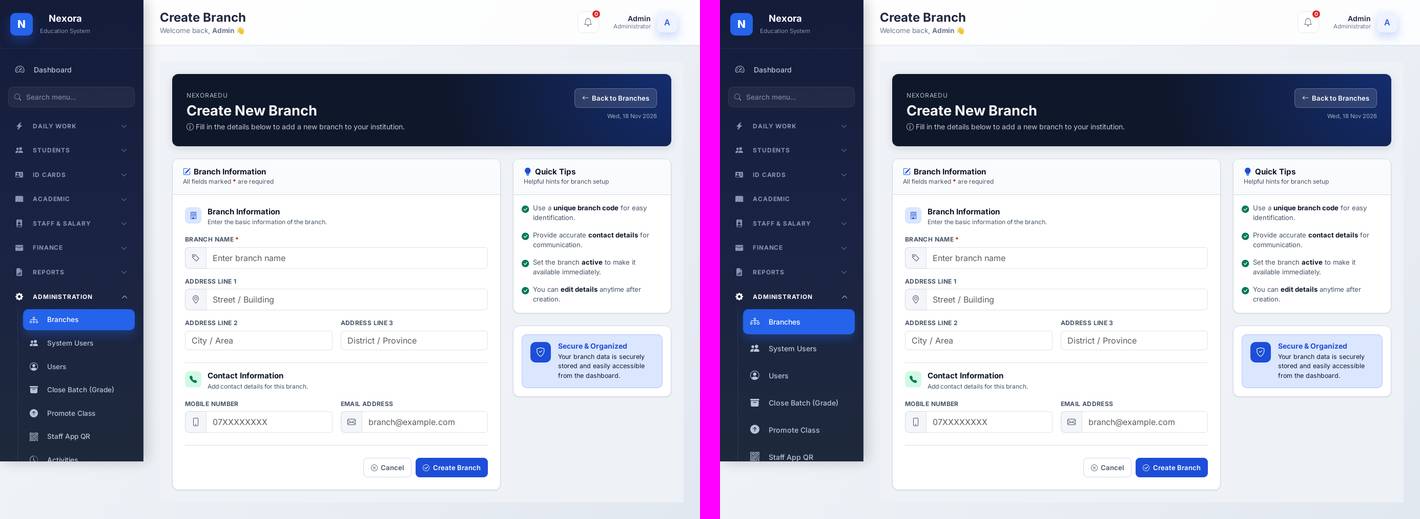 N
Nexora
Education System
Dashboard
Search menu...
DAILY WORK
STUDENTS
ID CARDS
ACADEMIC
STAFF & SALARY
FINANCE
REPORTS
ADMINISTRATION
Branches
System Users
Users
Close Batch (Grade)
Promote Class
Staff App QR
Activities
Create Branch
Welcome back, Admin 👋
0
Admin
Administrator
A
NEXORAEDU
Create New Branch
Fill in the details below to add a new branch to your institution.
← Back to Branches
Wed, 18 Nov 2026
Branch Information
All fields marked * are required
Branch Information
Enter the basic information of the branch.
BRANCH NAME *
Enter branch name
ADDRESS LINE 1
Street / Building
ADDRESS LINE 2
City / Area
ADDRESS LINE 3
District / Province
Contact Information
Add contact details for this branch.
MOBILE NUMBER
07XXXXXXXX
EMAIL ADDRESS
branch@example.com
Cancel
Create Branch
Quick Tips
Helpful hints for branch setup
Use a unique branch code for easy
identification.
Provide accurate contact details for
communication.
Set the branch active to make it
available immediately.
You can edit details anytime after
creation.
Secure & Organized
Your branch data is securely
stored and easily accessible
from the dashboard.
N
Nexora
Education System
Dashboard
Search menu...
DAILY WORK
STUDENTS
ID CARDS
ACADEMIC
STAFF & SALARY
FINANCE
REPORTS
ADMINISTRATION
Branches
System Users
Users
Close Batch (Grade)
Promote Class
Staff App QR
Create Branch
Welcome back, Admin 👋
0
Admin
Administrator
A
NEXORAEDU
Create New Branch
Fill in the details below to add a new branch to your institution.
← Back to Branches
Wed, 18 Nov 2026
Branch Information
All fields marked * are required
Branch Information
Enter the basic information of the branch.
BRANCH NAME *
Enter branch name
ADDRESS LINE 1
Street / Building
ADDRESS LINE 2
City / Area
ADDRESS LINE 3
District / Province
Contact Information
Add contact details for this branch.
MOBILE NUMBER
07XXXXXXXX
EMAIL ADDRESS
branch@example.com
Cancel
Create Branch
Quick Tips
Helpful hints for branch setup
Use a unique branch code for easy
identification.
Provide accurate contact details for
communication.
Set the branch active to make it
available immediately.
You can edit details anytime after
creation.
Secure & Organized
Your branch data is securely
stored and easily accessible
from the dashboard.